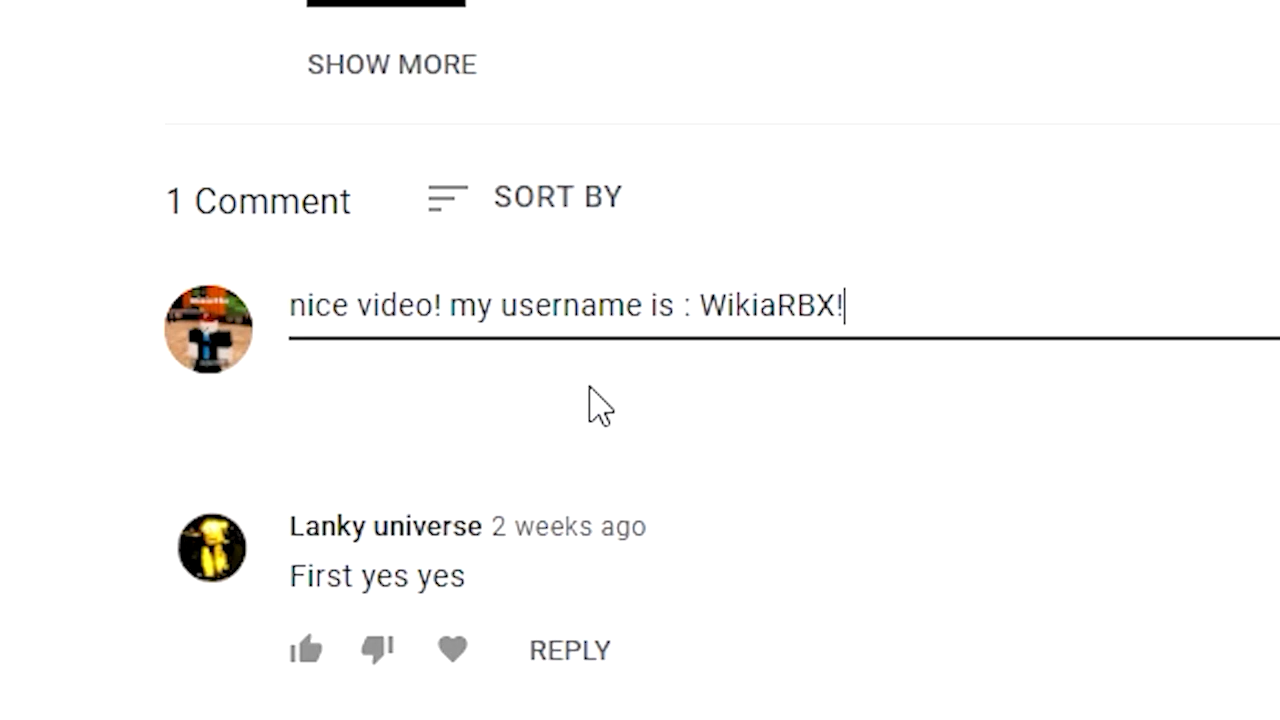 SHOW MORE
1 Comment
SORT BY
nice video! my username is : WikiaRBX!
Lanky universe 2 weeks ago
First yes yes
REPLY